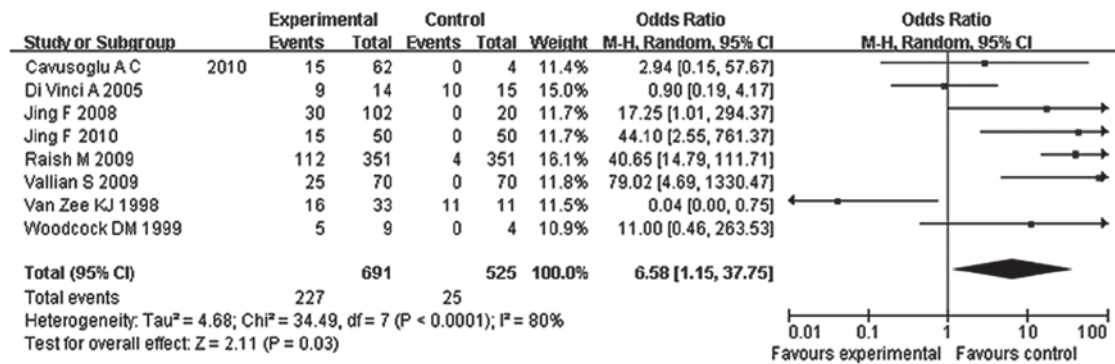 Experimental Control Odds Ratio Odds Ratio
Study or Subgroup Events Total Events Total Weight M-H, Random, 95% CI M-H, Random, 95% CI
Cavusoglu A C 2010 15 62 0 4 11.4% 2.94 [0.15, 57.67]
Di Vinci A 2005 9 14 10 15 15.0% 0.90 [0.19, 4.17]
Jing F 2008 30 102 0 20 11.7% 17.25 [1.01, 294.37]
Jing F 2010 15 50 0 50 11.7% 44.10 [2.55, 761.37]
Raish M 2009 112 351 4 351 16.1% 40.65 [14.79, 111.71]
Vallian S 2009 25 70 0 70 11.8% 79.02 [4.69, 1330.47]
Van Zee KJ 1998 16 33 11 11 11.5% 0.04 [0.00, 0.75]
Woodcock DM 1999 5 9 0 4 10.9% 11.00 [0.46, 263.53]
Total (95% CI) 691 525 100.0% 6.58 [1.15, 37.75]
Total events 227 25
Heterogeneity: Tau² = 4.68; Chi² = 34.49, df = 7 (P < 0.0001); I² = 80%
Test for overall effect: Z = 2.11 (P = 0.03)
0.01 0.1 1 10 100
Favours experimental Favours control